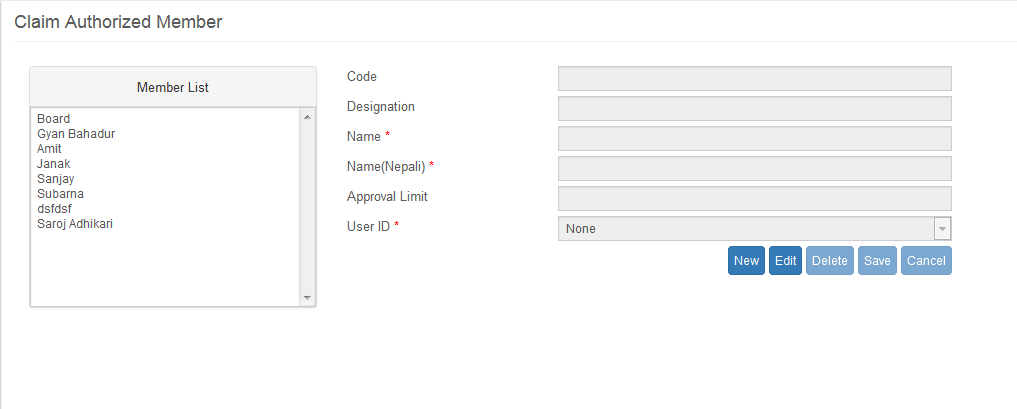 Claim Authorized Member
Member List
Board
Gyan Bahadur
Amit
Janak
Sanjay
Subarna
dsfdsf
Saroj Adhikari
Code
Designation
Name *
Name(Nepali) *
Approval Limit
User ID *
None
New Edit Delete Save Cancel